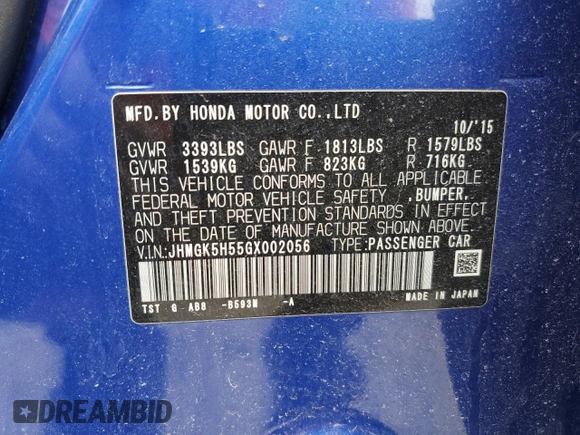 MFD.BY HONDA MOTOR CO.,LTD
10/'15
GVWR 3393LBS GAWR F 1813LBS R 1579LBS
GVWR 1539KG GAWR F 823KG R 716KG
THIS VEHICLE CONFORMS TO ALL APPLICABLE
FEDERAL MOTOR VEHICLE SAFETY ,BUMPER,
AND THEFT PREVENTION STANDARDS IN EFFECT
ON THE DATE OF MANUFACTURE SHOWN ABOVE.
V.I.N:JHMGK5H55GX002056 TYPE:PASSENGER CAR
TST G AB8 -B593M -A MADE IN JAPAN
DREAMBID